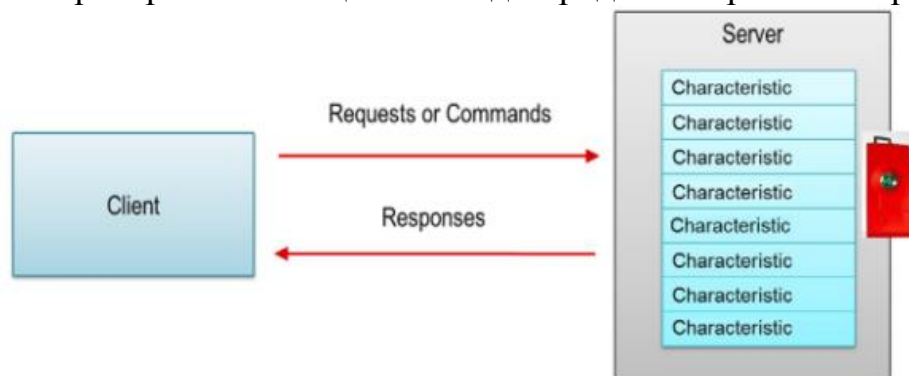 Server
Characteristic
Characteristic
Characteristic
Characteristic
Characteristic
Characteristic
Characteristic
Characteristic
Requests or Commands
Client
Responses